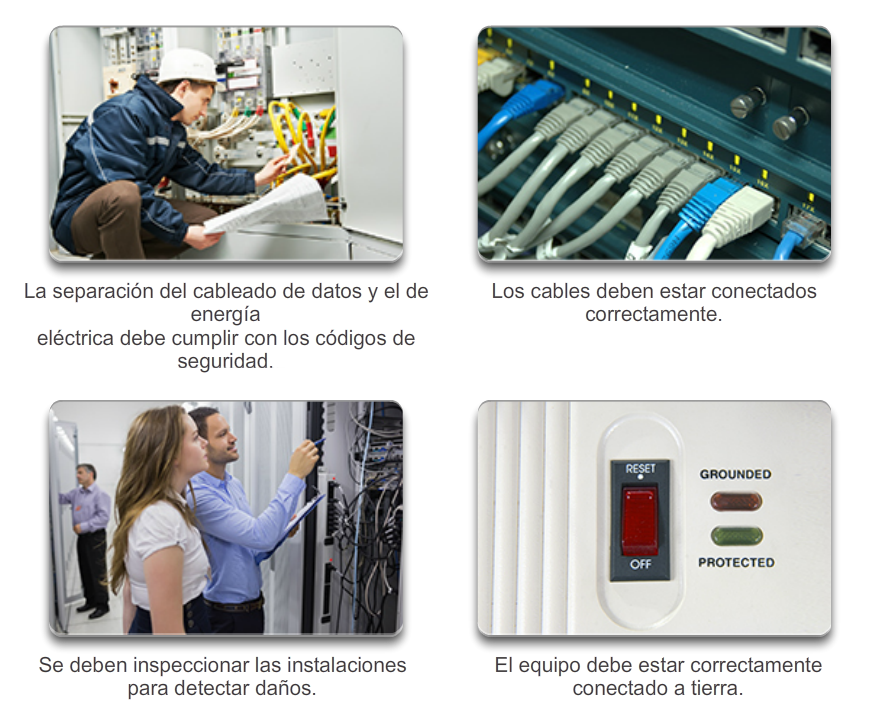 La separación del cableado de datos y el de
energía
eléctrica debe cumplir con los códigos de
seguridad.
Los cables deben estar conectados
correctamente.
Se deben inspeccionar las instalaciones
para detectar daños.
RESET
OFF
GROUNDED
PROTECTED
El equipo debe estar correctamente
conectado a tierra.